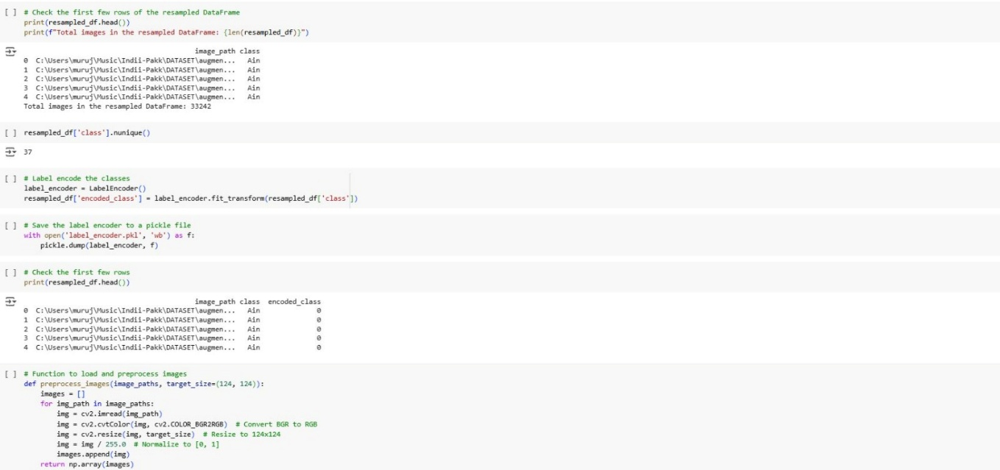 [ ] # Check the first few rows of the resampled DataFrame
print(resampled_df.head())
print(f"Total images in the resampled DataFrame: {len(resampled_df)}")
image_path class
0 C:\Users\muruj\Music\Indii-Pakk\DATASET\augmen... Ain
1 C:\Users\muruj\Music\Indii-Pakk\DATASET\augmen... Ain
2 C:\Users\muruj\Music\Indii-Pakk\DATASET\augmen... Ain
3 C:\Users\muruj\Music\Indii-Pakk\DATASET\augmen... Ain
4 C:\Users\muruj\Music\Indii-Pakk\DATASET\augmen... Ain
Total images in the resampled DataFrame: 33242
[ ] resampled_df['class'].nunique()
37
[ ] # Label encode the classes
label_encoder = LabelEncoder()
resampled_df['encoded_class'] = label_encoder.fit_transform(resampled_df['class'])
[ ] # Save the label encoder to a pickle file
with open('label_encoder.pkl', 'wb') as f:
pickle.dump(label_encoder, f)
[ ] # Check the first few rows
print(resampled_df.head())
image_path class encoded_class
0 C:\Users\muruj\Music\Indii-Pakk\DATASET\augmen... Ain 0
1 C:\Users\muruj\Music\Indii-Pakk\DATASET\augmen... Ain 0
2 C:\Users\muruj\Music\Indii-Pakk\DATASET\augmen... Ain 0
3 C:\Users\muruj\Music\Indii-Pakk\DATASET\augmen... Ain 0
4 C:\Users\muruj\Music\Indii-Pakk\DATASET\augmen... Ain 0
[ ] # Function to load and preprocess images
def preprocess_images(image_paths, target_size=(124, 124)):
images = []
for img_path in image_paths:
img = cv2.imread(img_path)
img = cv2.cvtColor(img, cv2.COLOR_BGR2RGB) # Convert BGR to RGB
img = cv2.resize(img, target_size) # Resize to 124x124
img = img / 255.0 # Normalize to [0, 1]
images.append(img)
return np.array(images)